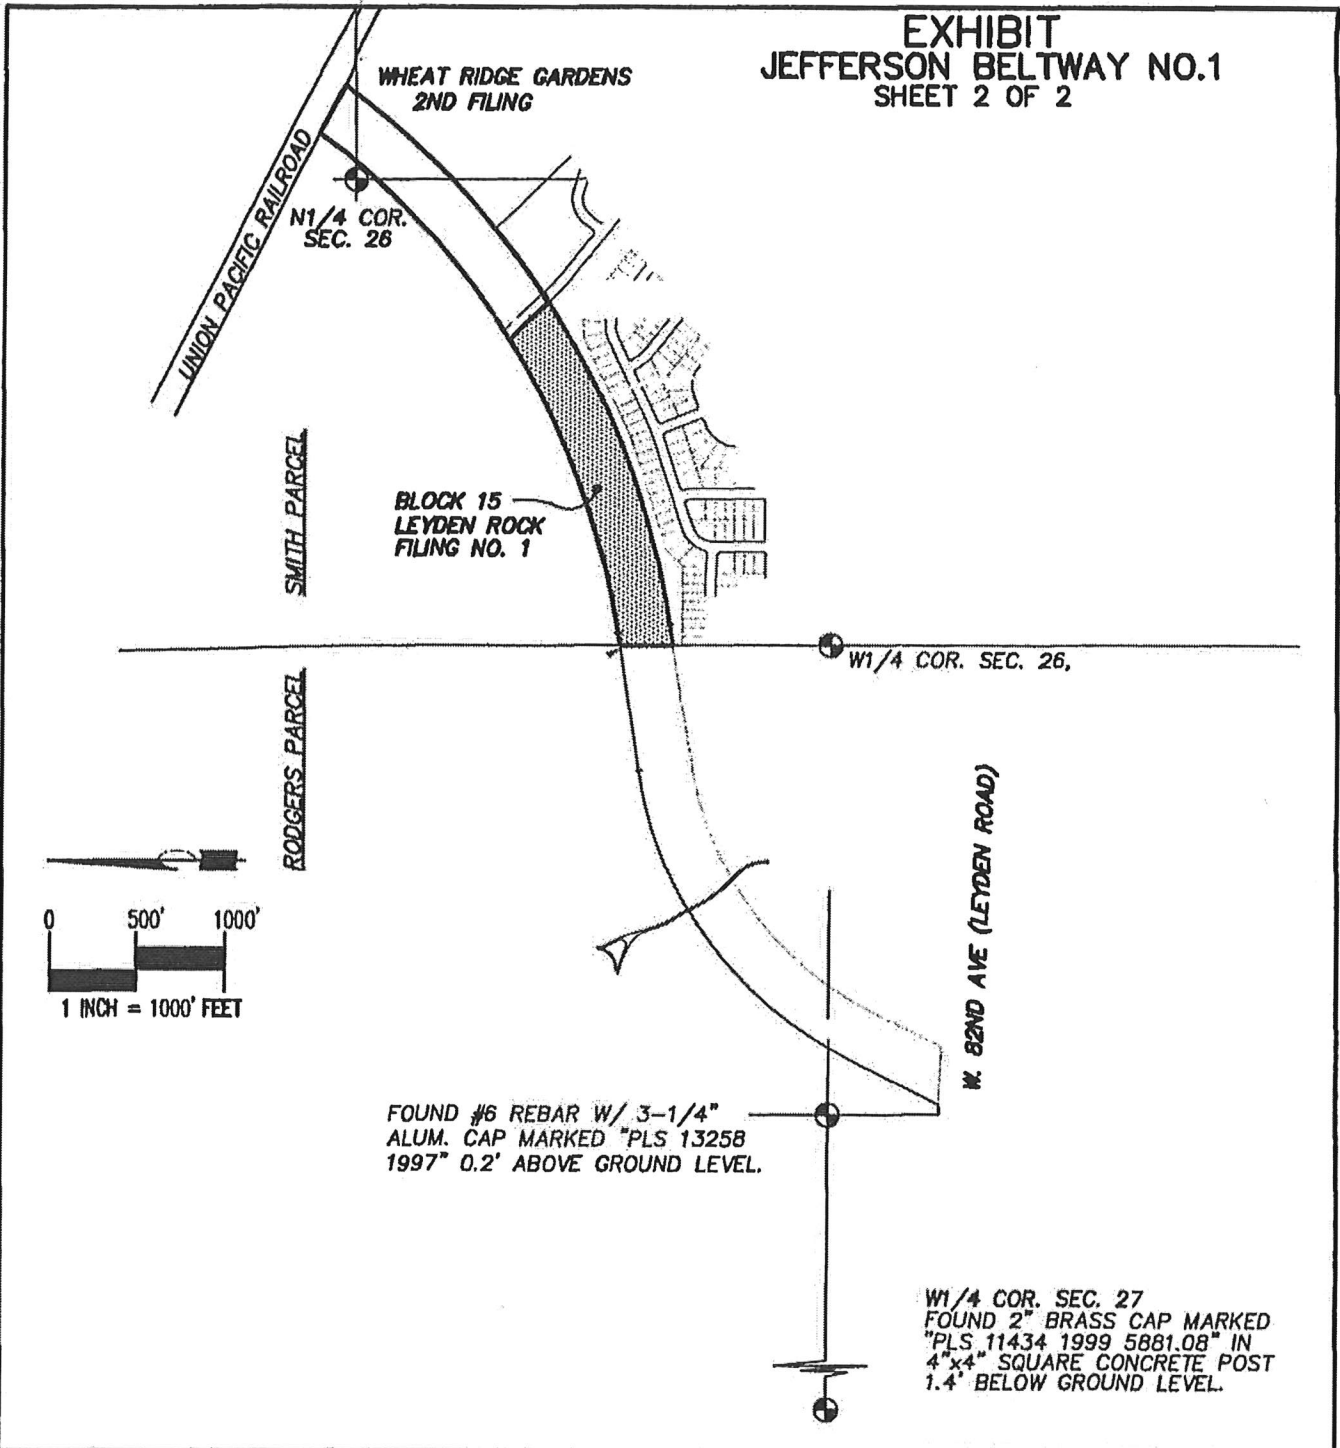 EXHIBIT
JEFFERSON BELTWAY NO.1
SHEET 2 OF 2
WHEAT RIDGE GARDENS
2ND FILING
UNION PACIFIC RAILROAD
N1/4 COR.
SEC. 26
SMITH PARCEL
BLOCK 15
LEYDEN ROCK
FILING NO. 1
W1/4 COR. SEC. 26,
RODGERS PARCEL
W. 82ND AVE (LEYDEN ROAD)
0 500' 1000'
1 INCH = 1000' FEET
FOUND #6 REBAR W/ 3-1/4"
ALUM. CAP MARKED "PLS 13258
1997" 0.2' ABOVE GROUND LEVEL.
W1/4 COR. SEC. 27
FOUND 2" BRASS CAP MARKED
"PLS 11434 1999 5881.08" IN
4"x4" SQUARE CONCRETE POST
1.4' BELOW GROUND LEVEL.